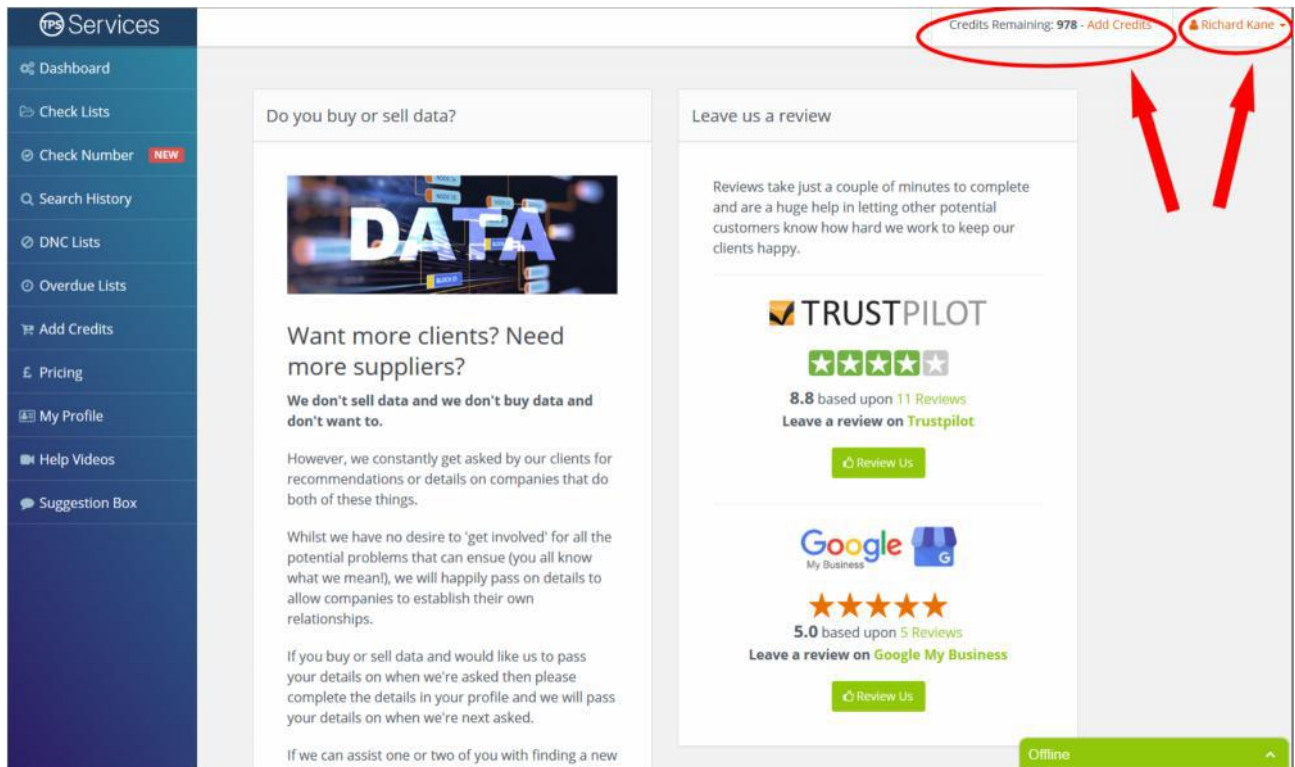 TPS Services
Credits Remaining: 978 - Add Credits
Richard Kane
Dashboard
Check Lists
Check Number NEW
Search History
DNC Lists
Overdue Lists
Add Credits
£ Pricing
My Profile
Help Videos
Suggestion Box
Do you buy or sell data?
DATA
Want more clients? Need
more suppliers?
We don't sell data and we don't buy data and
don't want to.
However, we constantly get asked by our clients for
recommendations or details on companies that do
both of these things.
Whilst we have no desire to 'get involved' for all the
potential problems that can ensue (you all know
what we mean!), we will happily pass on details to
allow companies to establish their own
relationships.
If you buy or sell data and would like us to pass
your details on when we're asked then please
complete the details in your profile and we will pass
your details on when we're next asked.
If we can assist one or two of you with finding a new
Leave us a review
Reviews take just a couple of minutes to complete
and are a huge help in letting other potential
customers know how hard we work to keep our
clients happy.
TRUSTPILOT
8.8 based upon 11 Reviews
Leave a review on Trustpilot
Review Us
Google
My Business
G
5.0 based upon 5 Reviews
Leave a review on Google My Business
Review Us
Offline